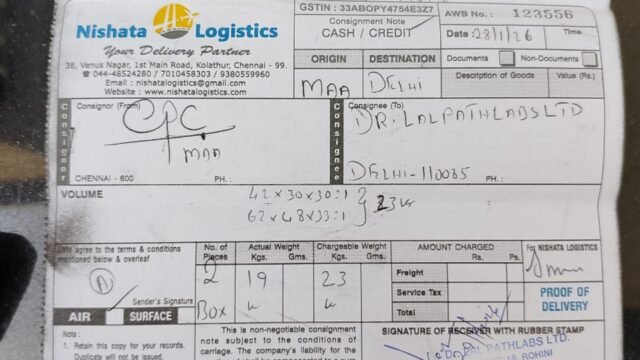 Nishata Logistics
Your Delivery Partner
36, Venus Nagar, 1st Main Road, Kolathur, Chennai - 99.
☎ 044-48524280 / 7010458303 / 9380559960
Email : nishatalogistics@gmail.com
Website : www.nishatalogistics.com
GSTIN : 33ABOPY4754E3Z7
Consignment Note
CASH / CREDIT
AWB No.: 123556
Date : 28/1/26 Time
ORIGIN DESTINATION
MAA DELHI
Documents Non-Documents
Description of Goods Value (Rs.)
Consignor
Consignor (From)
CPC
MAA
CHENNAI - 600 PH. :
Consignee
Consignee (To)
DR. LALPATHLABS LTD
DELHI-110085 PH. :
VOLUME
42 x 30 x 30:1
62 x 48 x 33:1
} 23 k
We agree to the terms & conditions
mentioned below & overleaf
A
Sender's Signature
AIR SURFACE
No. of Pieces
2
Box
Actual Weight
Kgs. Gms.
19
Chargeable Weight
Kgs. Gms.
23
AMOUNT CHARGED
Rs. Ps.
Freight
Service Tax
Total
For NISHATA LOGISTICS
PROOF OF
DELIVERY
Note :
1. Retain this copy for your records.
Duplicate will not be issued.
This is non-negotiable consignment
note subject to the conditions of
carriage. The company's liability for the
SIGNATURE OF RECEIVER WITH RUBBER STAMP
PATHLABS LTD.
ROHINI